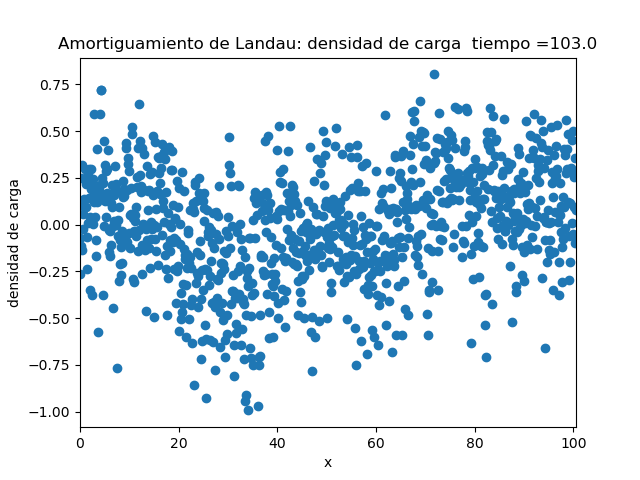 Amortiguamiento de Landau: densidad de carga  tiempo =103.0
densidad de carga
0.75
0.50
0.25
0.00
−0.25
−0.50
−0.75
−1.00
0 20 40 60 80 100
x